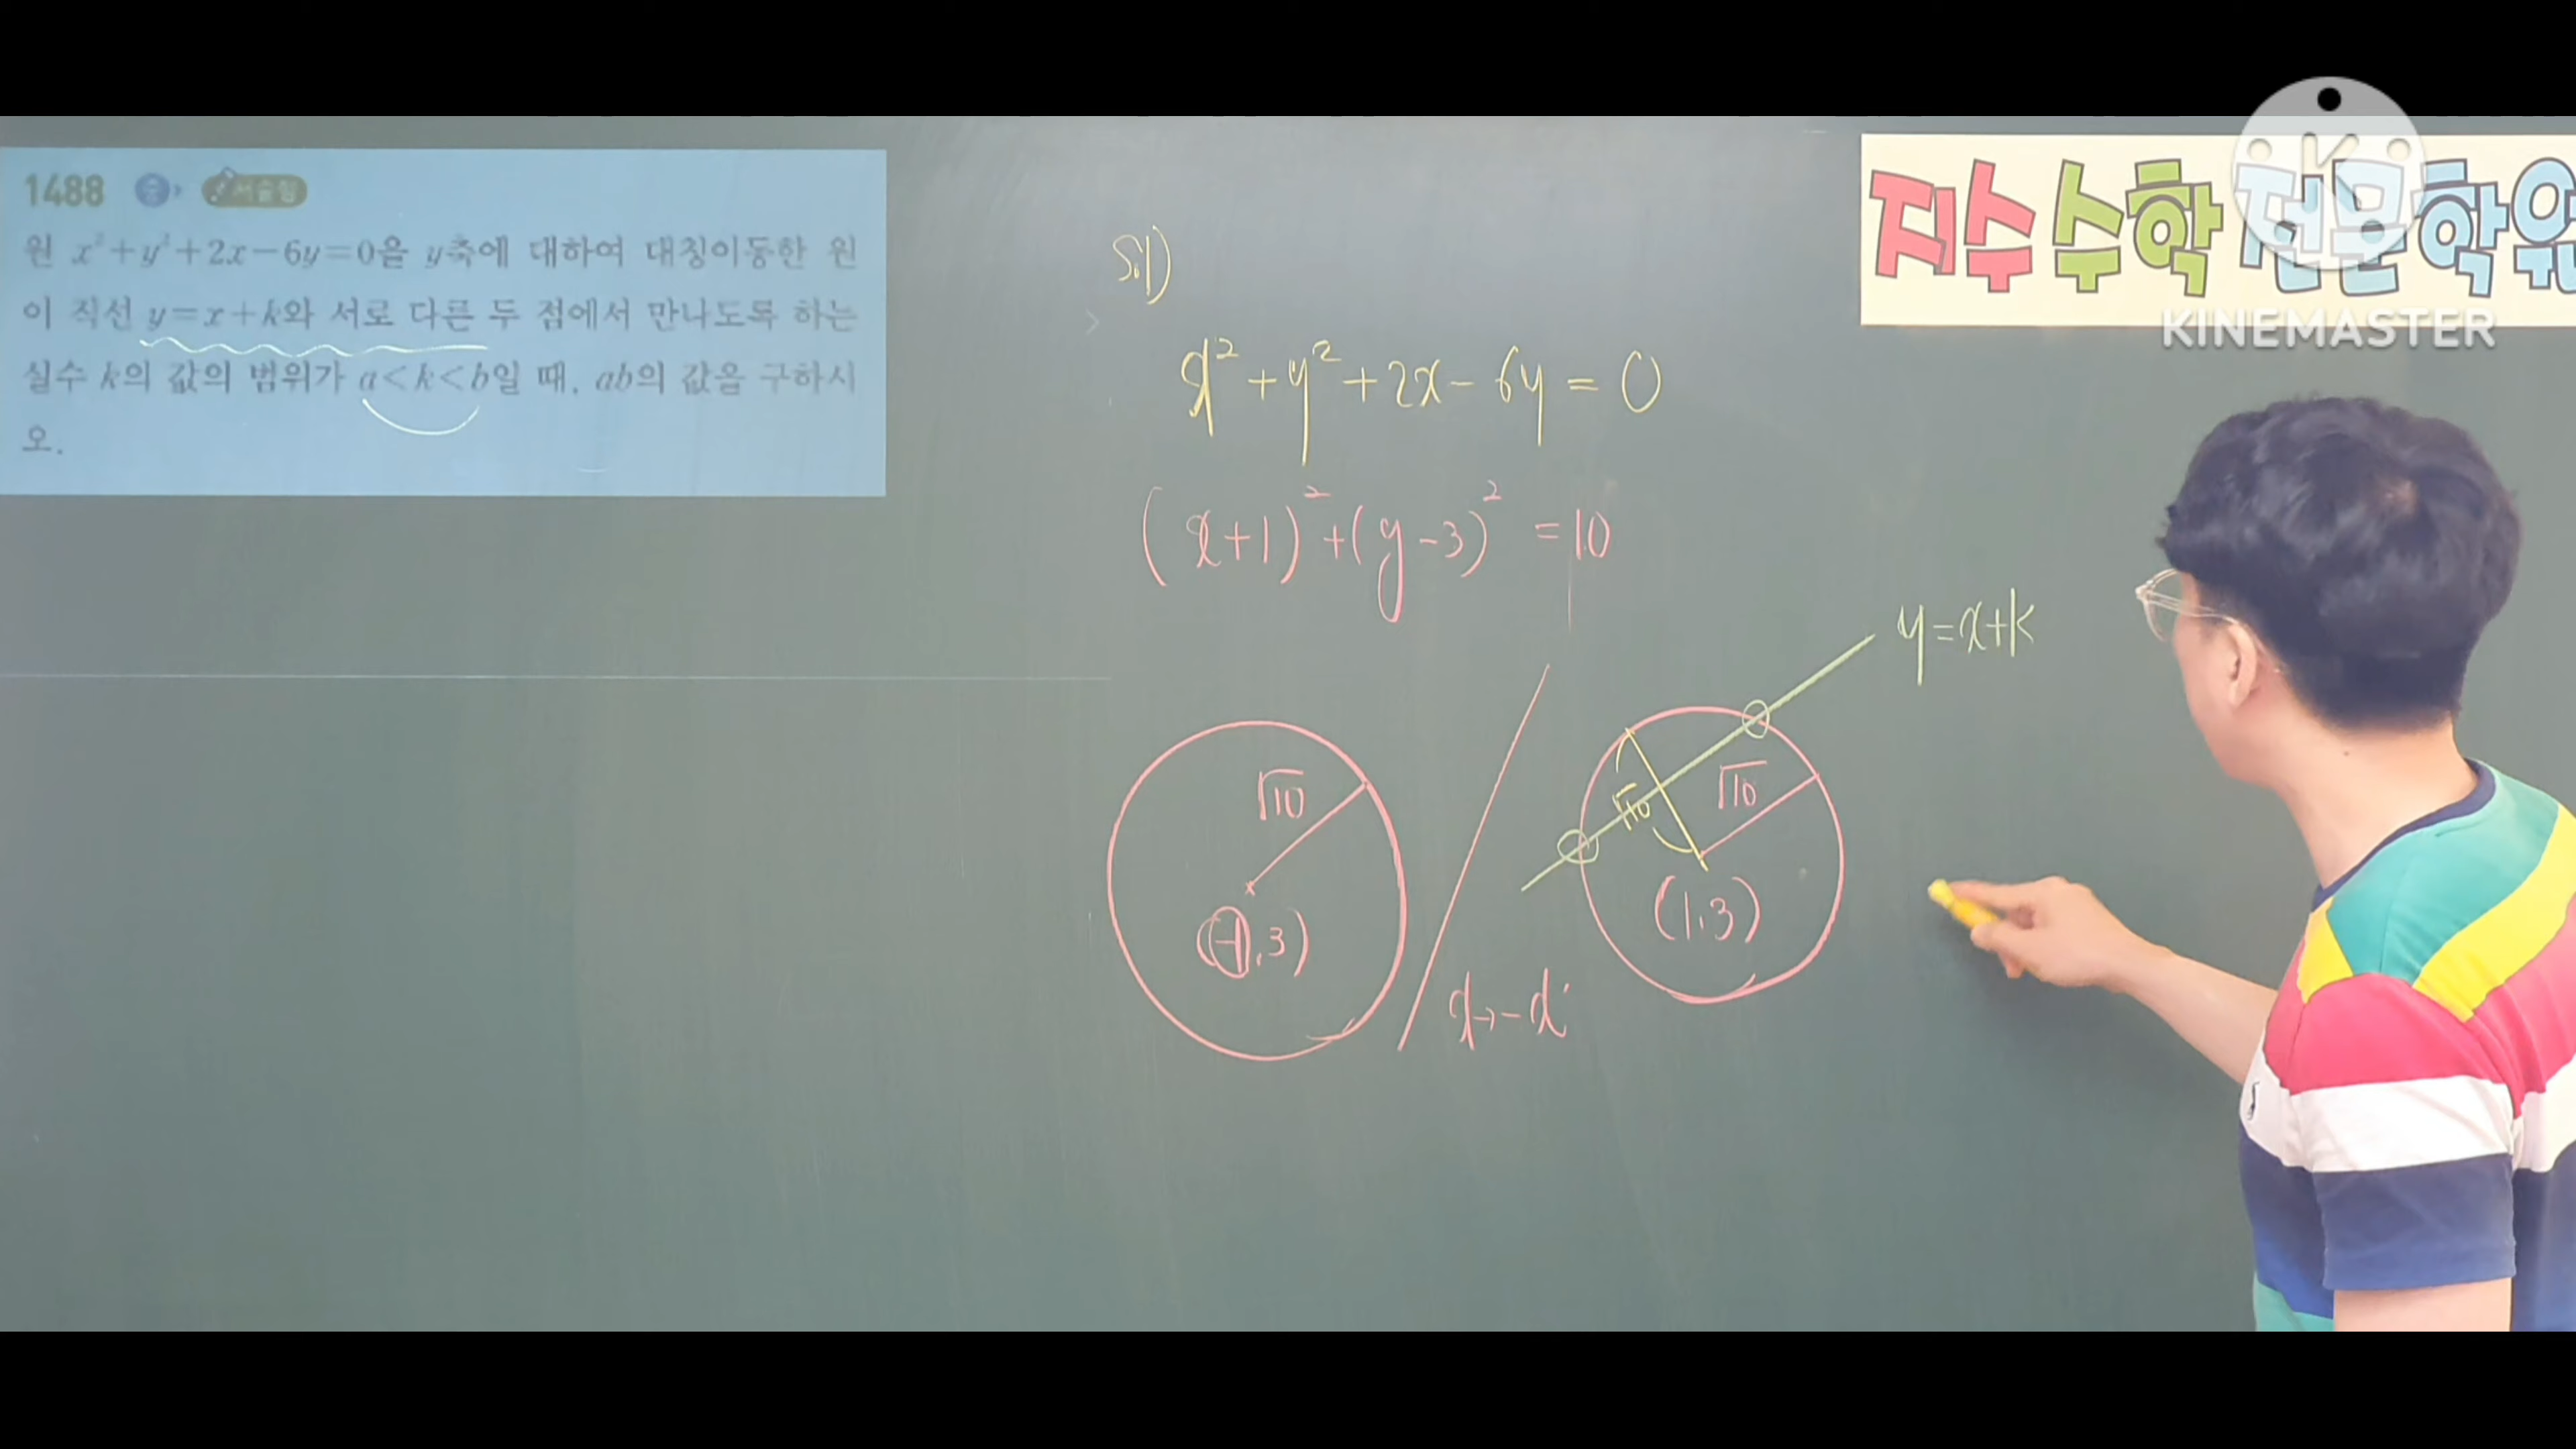 1488 중 서술형
원 x²+y²+2x−6y=0을 y축에 대하여 대칭이동한 원
이 직선 y=x+k와 서로 다른 두 점에서 만나도록 하는
실수 k의 값의 범위가 a<k<b일 때, ab의 값을 구하시
오.
지수수학전문학원
KINEMASTER
Sol)
x²+y²+2x−6y=0
(x+1)²+(y−3)²=10
y=x+k
√10
(-1,3)
√10
√10
(1,3)
x→-x